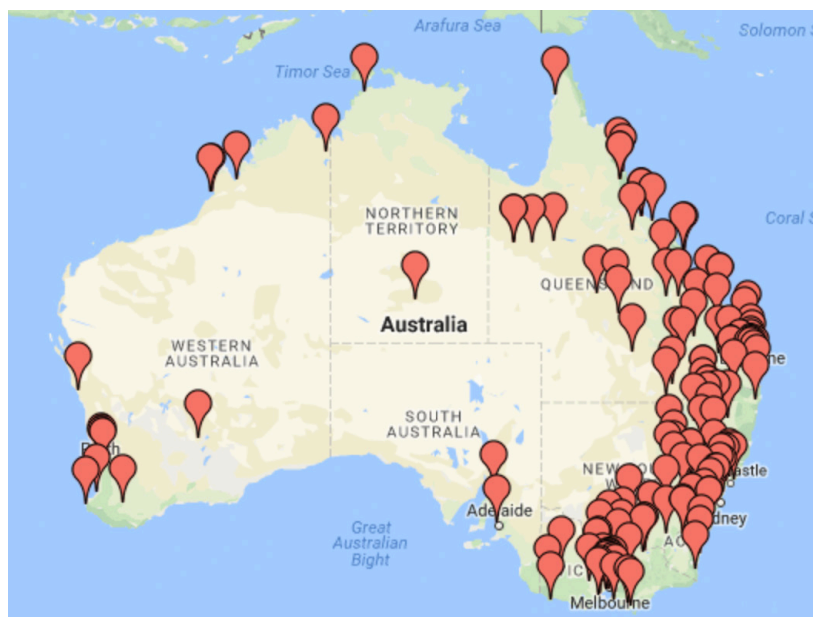 Arafura Sea
Solomon S
Timor Sea
NORTHERN
TERRITORY
Coral S
QUEENSLAND
Australia
WESTERN
AUSTRALIA
SOUTH
AUSTRALIA
Adelaide
Great
Australian
Bight
Melbourne